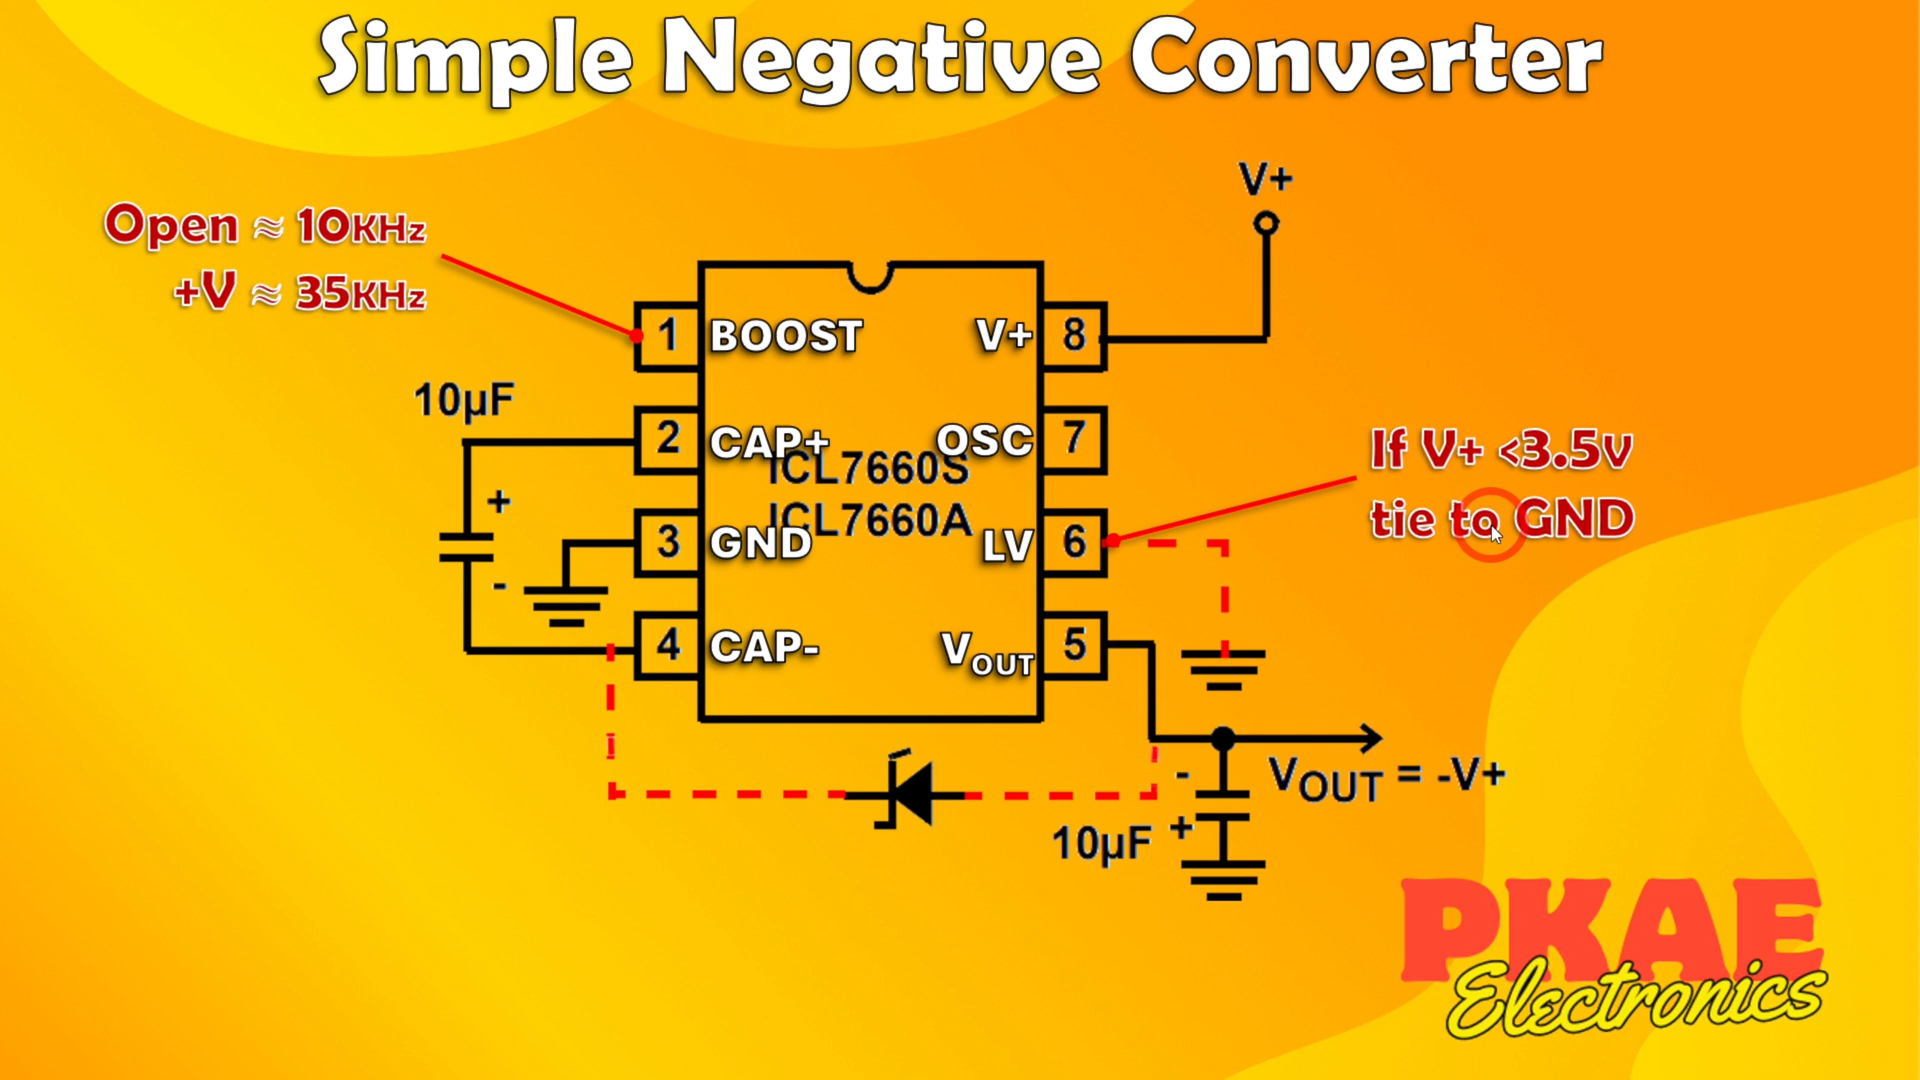 Simple Negative Converter
V+
Open ≈ 10KHz
+V ≈ 35KHz
1 BOOST V+ 8
10µF
2 CAP+ OSC 7
ICL7660S
If V+ <3.5V
tie to GND
+
ICL7660A
3 GND LV 6
-
4 CAP- VOUT 5
- VOUT = -V+
10µF +
PKAE
Electronics